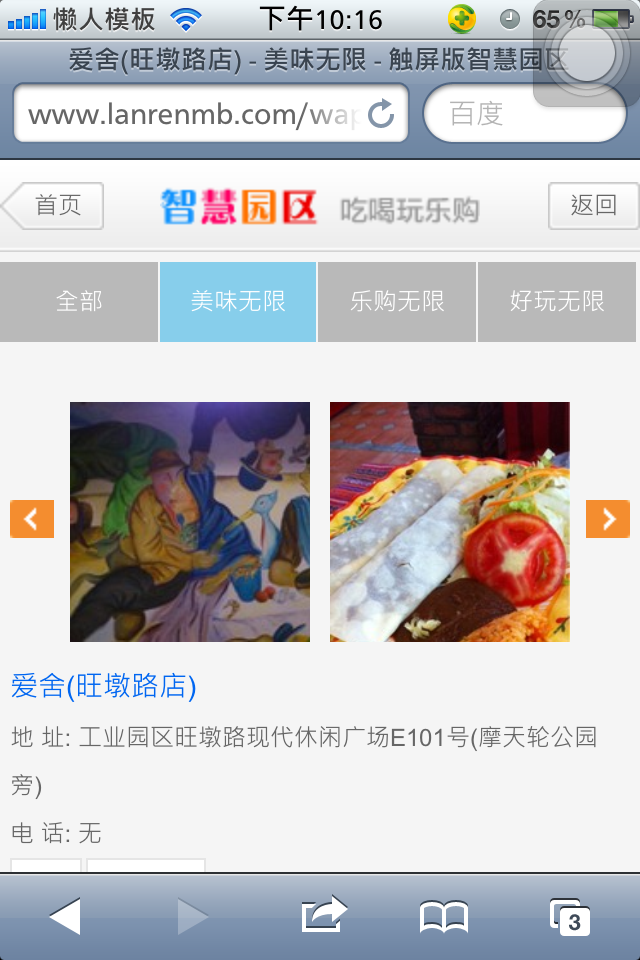 懒人模板 下午10:16 65%
爱舍(旺墩路店) - 美味无限 - 触屏版智慧园区
www.lanrenmb.com/wap 百度
首页 智慧园区 吃喝玩乐购 返回
全部 美味无限 乐购无限 好玩无限
爱舍(旺墩路店)
地 址: 工业园区旺墩路现代休闲广场E101号(摩天轮公园
旁)
电 话: 无
3